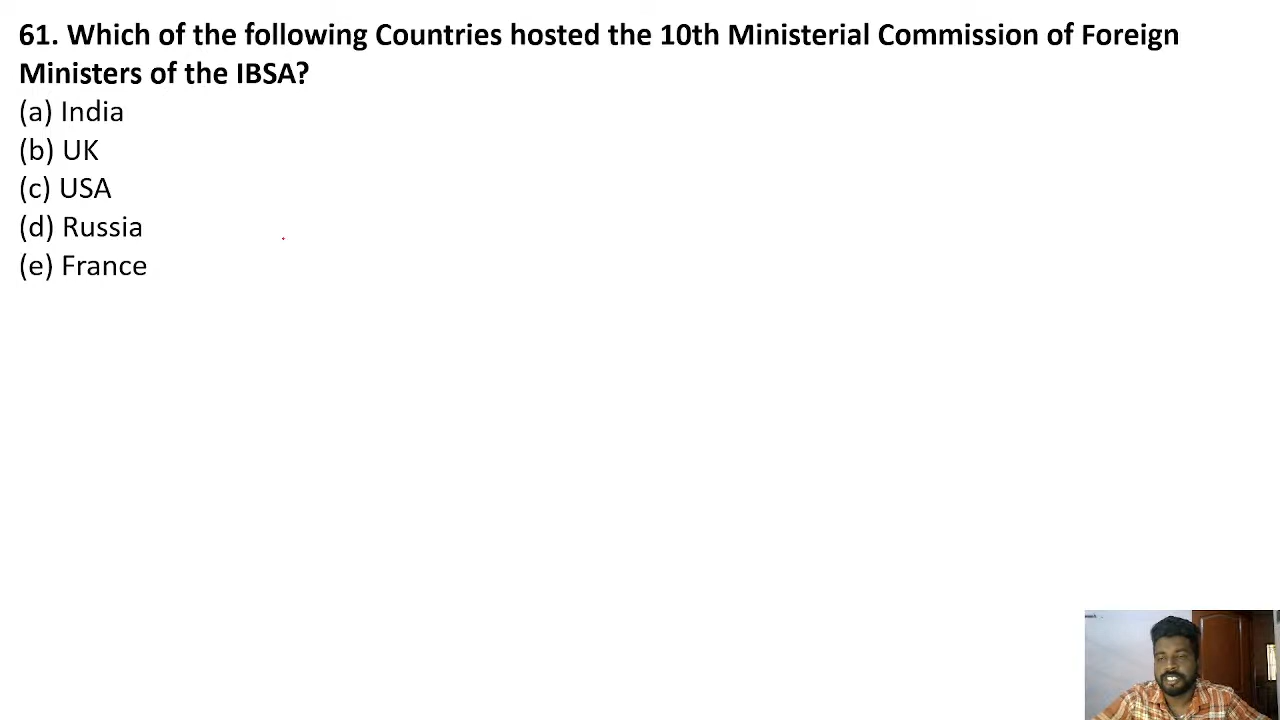 61. Which of the following Countries hosted the 10th Ministerial Commission of Foreign
Ministers of the IBSA?
(a) India
(b) UK
(c) USA
(d) Russia
(e) France